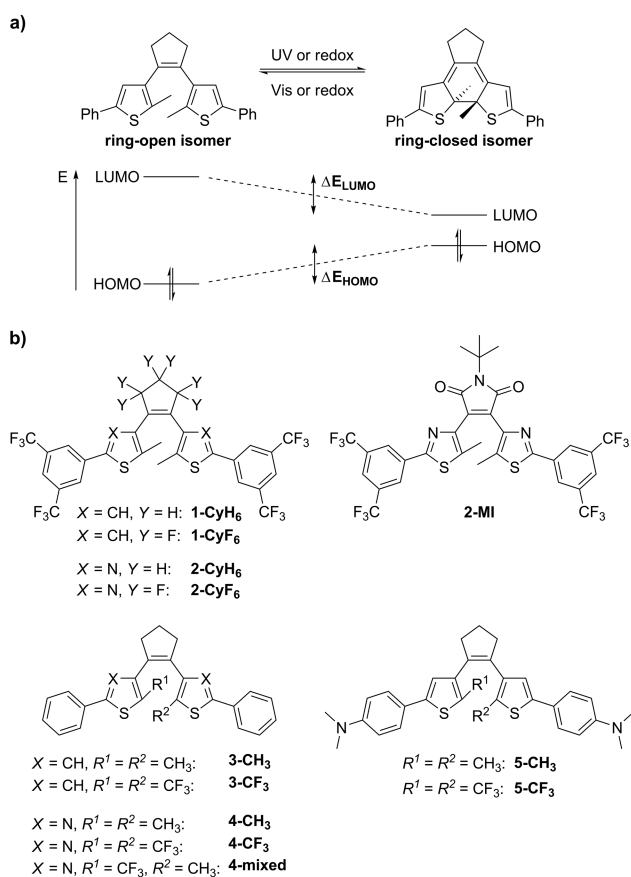 a)
UV or redox
Vis or redox
Ph S S Ph
Ph S S Ph
ring-open isomer
ring-closed isomer
E LUMO ΔE_LUMO
LUMO
HOMO
HOMO ΔE_HOMO
b)
Y Y
Y Y
Y Y
F₃C X X CF₃
S S
F₃C CF₃
X = CH, Y = H: 1-CyH₆
X = CH, Y = F: 1-CyF₆
X = N, Y = H: 2-CyH₆
X = N, Y = F: 2-CyF₆
O N O
F₃C N N CF₃
S S
F₃C CF₃
2-MI
X X
R¹
S R² S
X = CH, R¹ = R² = CH₃: 3-CH₃
X = CH, R¹ = R² = CF₃: 3-CF₃
X = N, R¹ = R² = CH₃: 4-CH₃
X = N, R¹ = R² = CF₃: 4-CF₃
X = N, R¹ = CF₃, R² = CH₃: 4-mixed
R¹
S R² S
N N
R¹ = R² = CH₃: 5-CH₃
R¹ = R² = CF₃: 5-CF₃